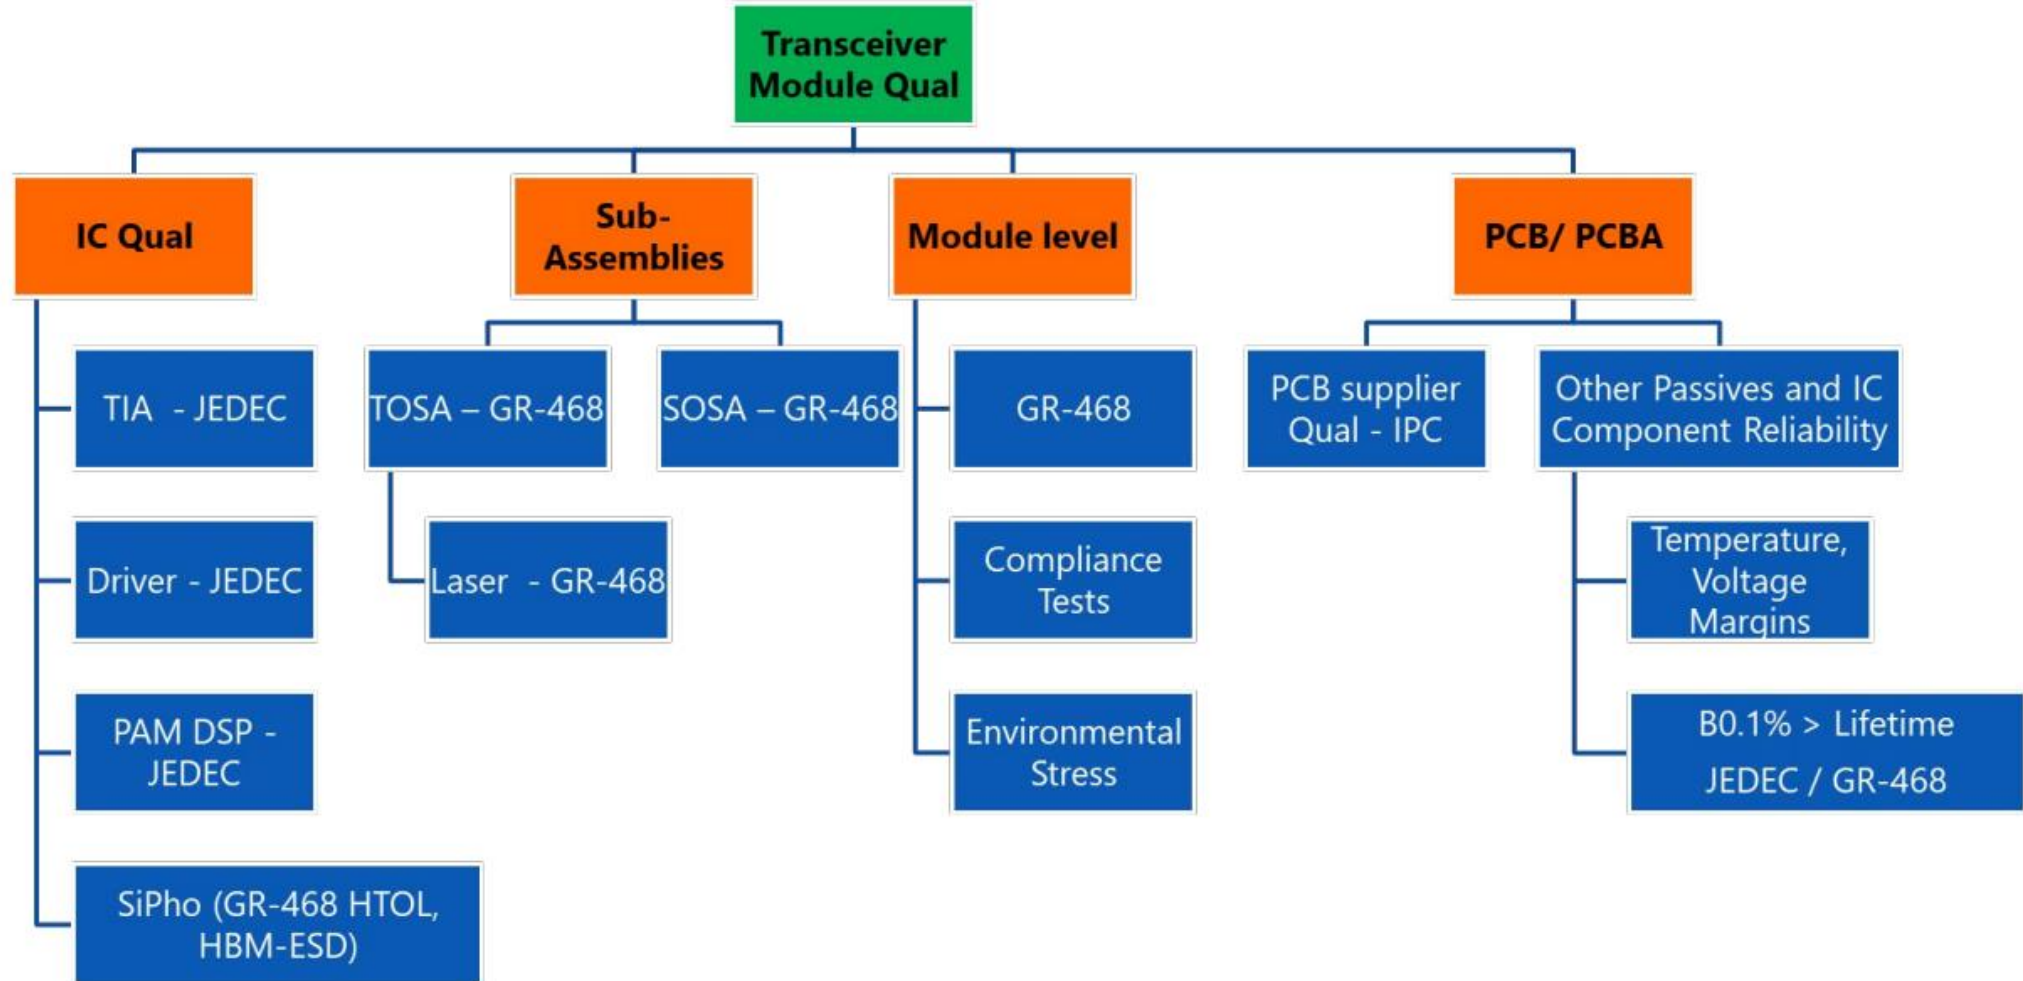 Transceiver
Module Qual
IC Qual
Sub-
Assemblies
Module level
PCB/ PCBA
TIA - JEDEC
TOSA – GR-468
SOSA – GR-468
GR-468
PCB supplier
Qual - IPC
Other Passives and IC
Component Reliability
Driver - JEDEC
Laser - GR-468
Compliance
Tests
Temperature,
Voltage
Margins
PAM DSP -
JEDEC
Environmental
Stress
B0.1% > Lifetime
JEDEC / GR-468
SiPho (GR-468 HTOL,
HBM-ESD)